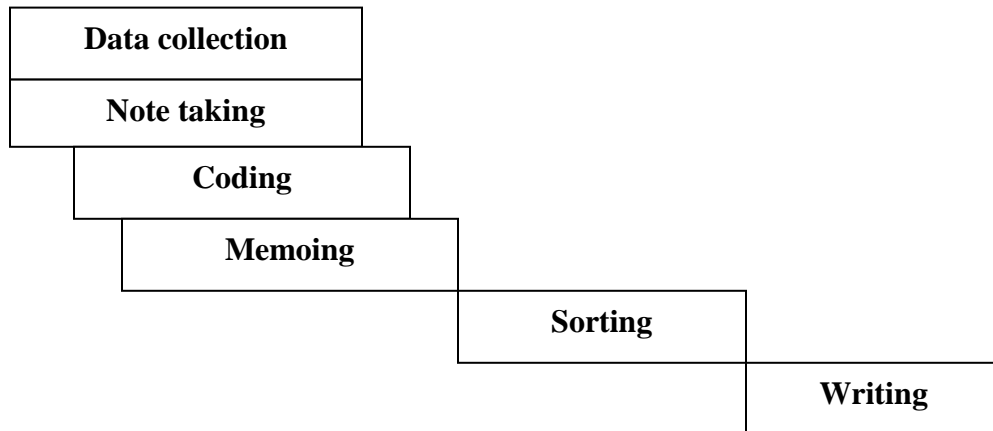 Data collection
Note taking
Coding
Memoing
Sorting
Writing